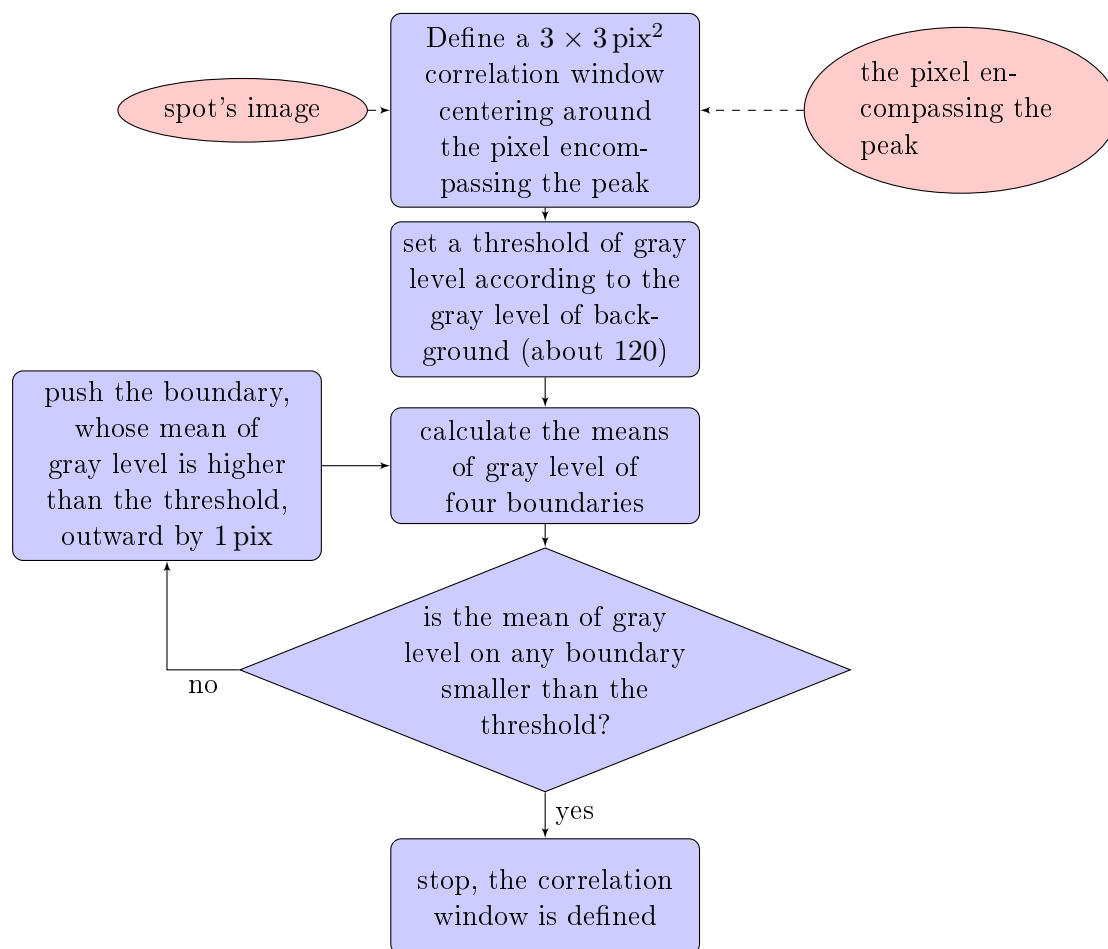 Define a 3 × 3 pix²
correlation window
centering around
the pixel encom-
passing the peak
spot's image
the pixel en-
compassing the
peak
set a threshold of gray
level according to the
gray level of back-
ground (about 120)
push the boundary,
whose mean of
gray level is higher
than the threshold,
outward by 1 pix
calculate the means
of gray level of
four boundaries
is the mean of gray
level on any boundary
smaller than the
threshold?
no
yes
stop, the correlation
window is defined